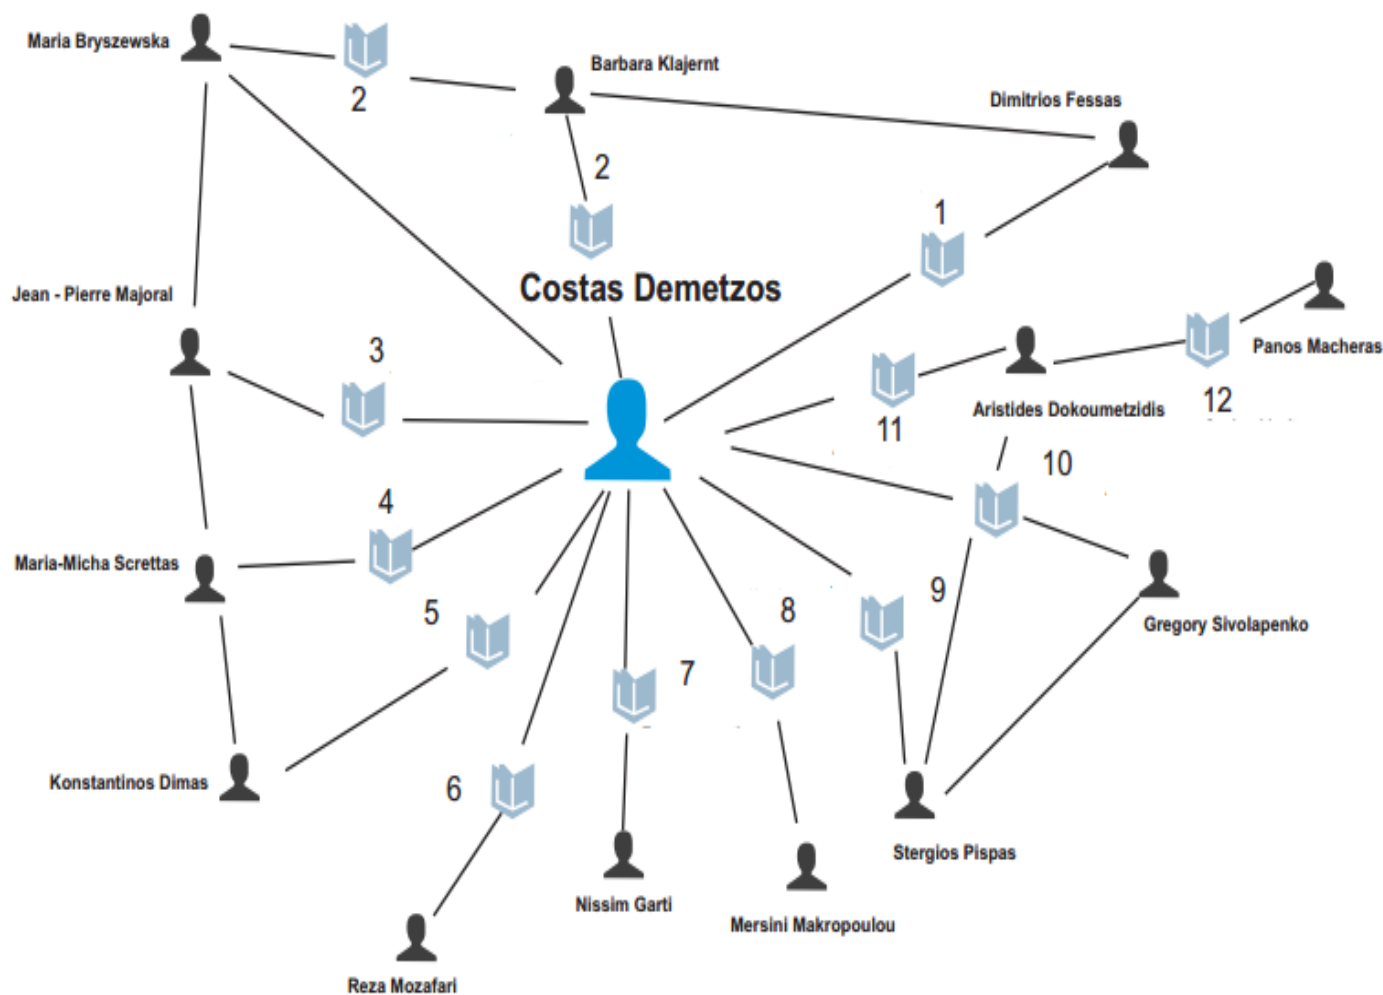 Maria Bryszewska
2
Barbara Klajernt
Dimitrios Fessas
2
1
Costas Demetzos
Jean - Pierre Majoral
3
Panos Macheras
11
Aristides Dokoumetzidis
12
10
4
Maria-Micha Screttas
5
9
8
Gregory Sivolapenko
7
Konstantinos Dimas
6
Stergios Pispas
Nissim Garti
Mersini Makropoulou
Reza Mozafari